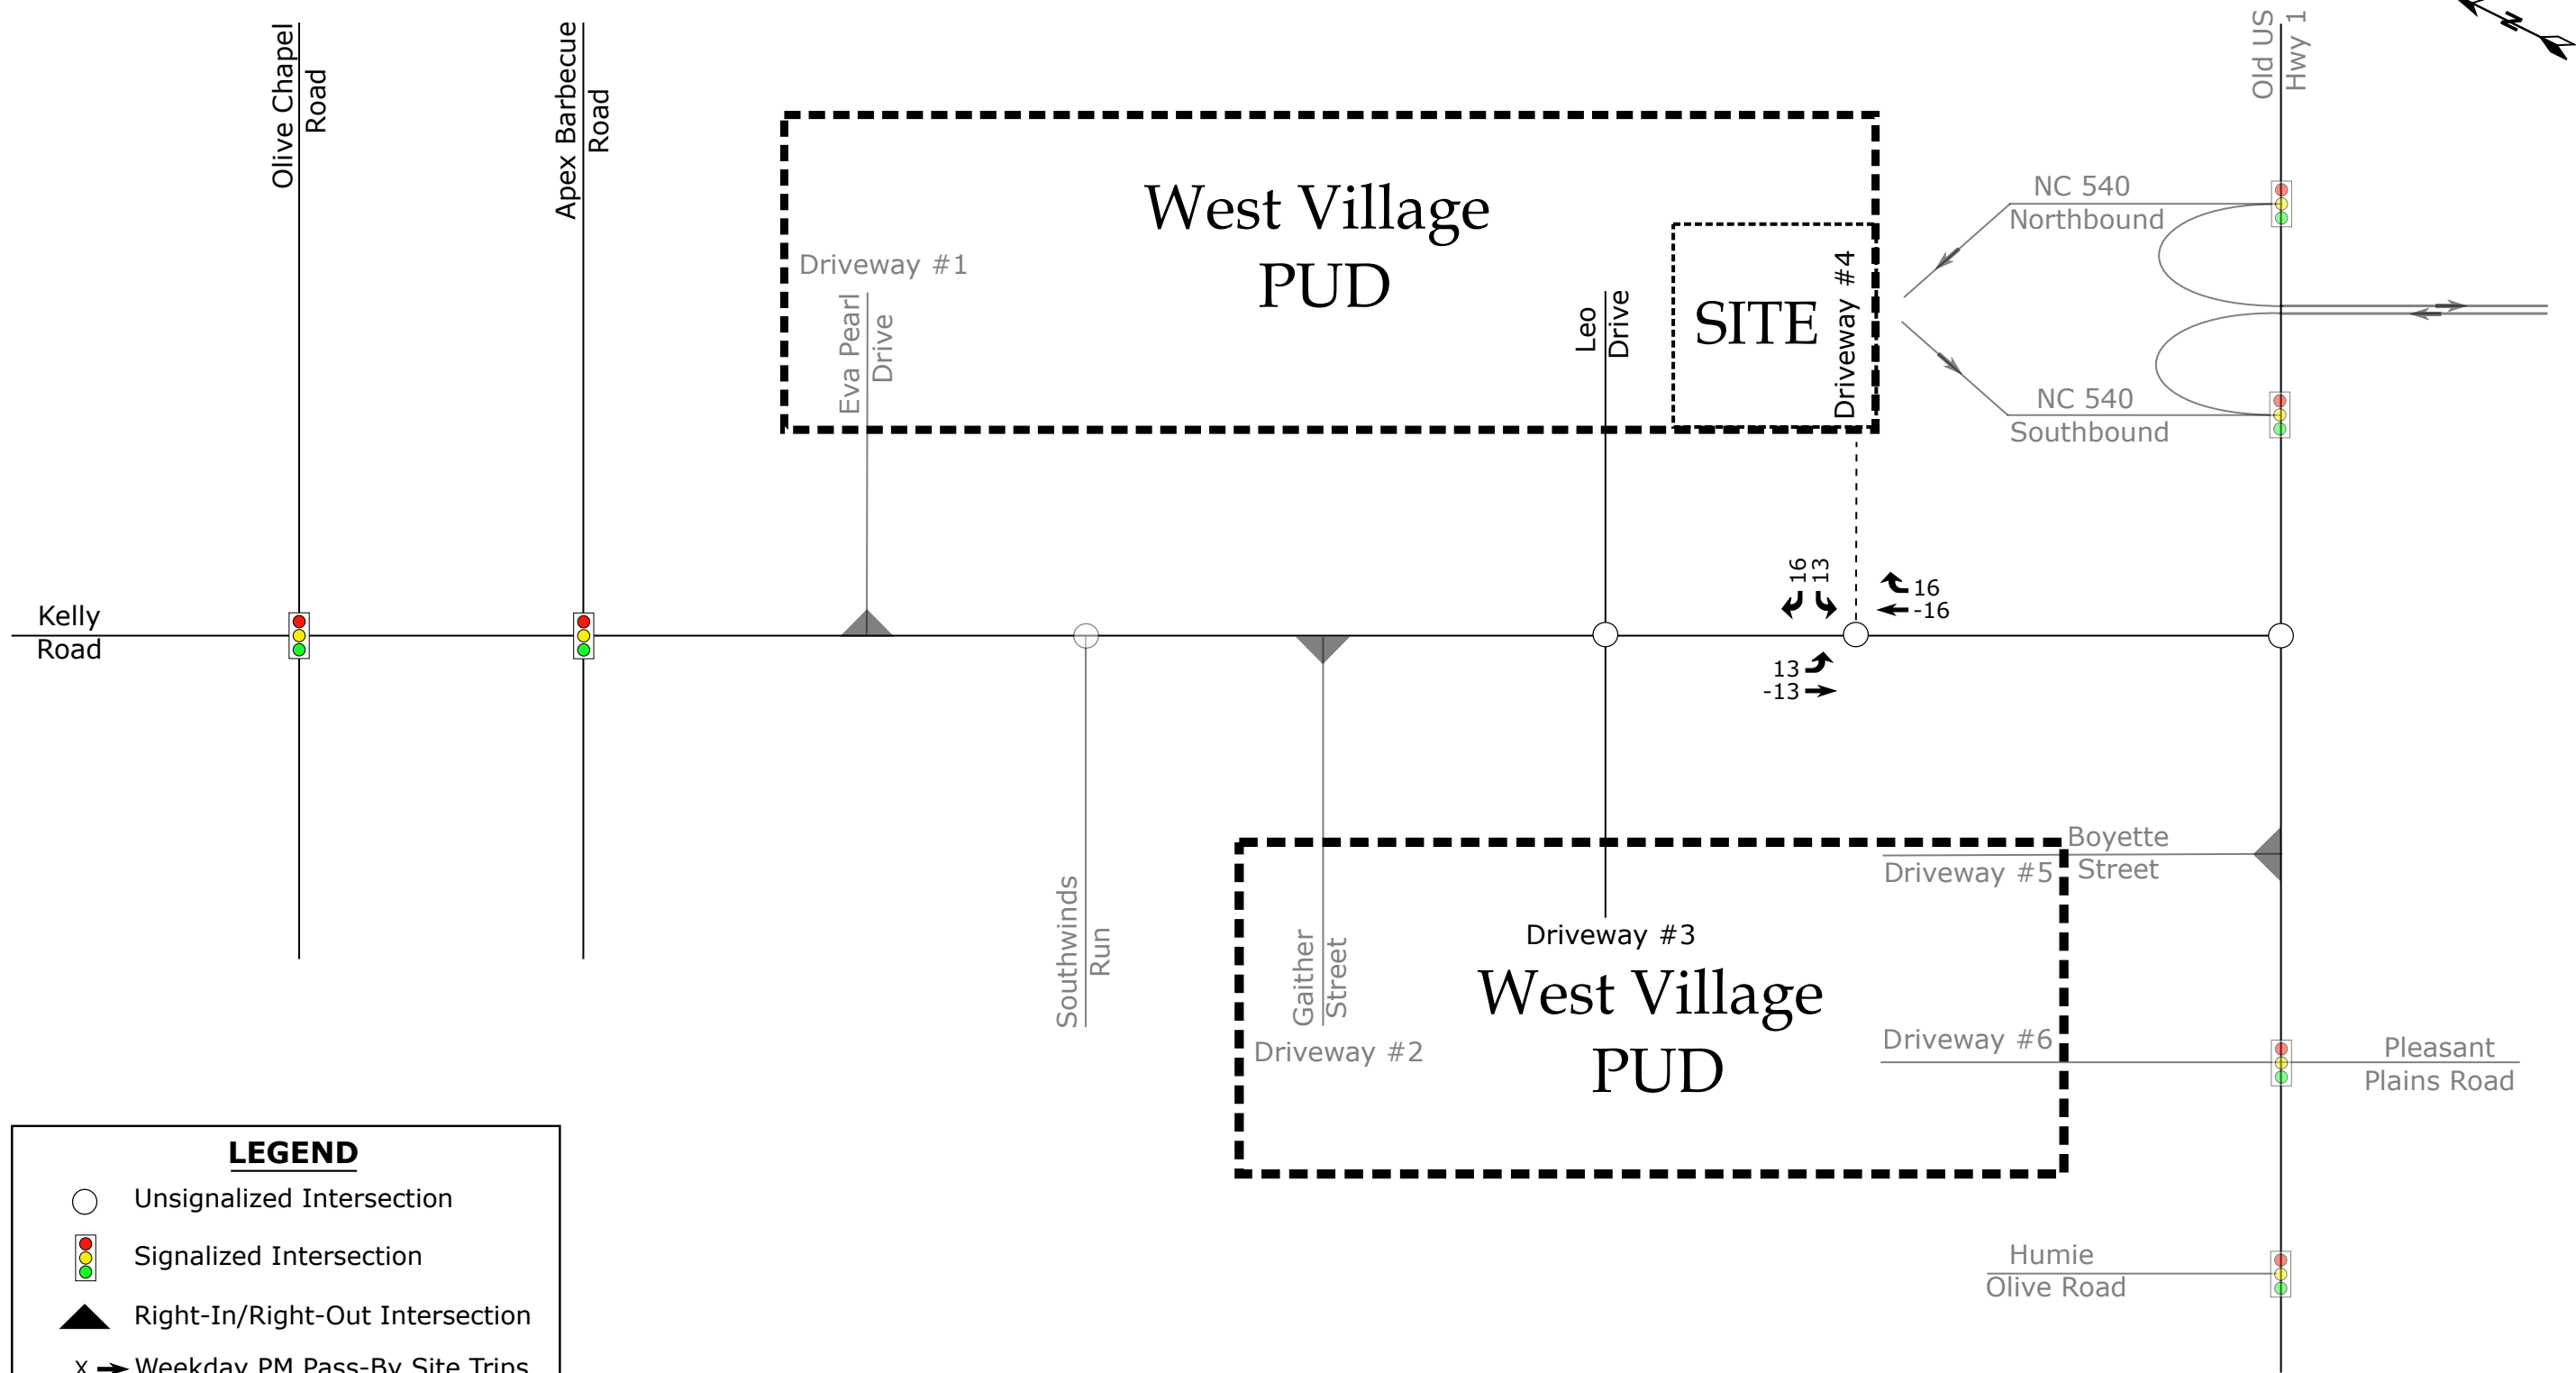 Olive Chapel
Road
Apex Barbecue
Road
Old US
Hwy 1
N
West Village
PUD
NC 540
Northbound
Driveway #1
Eva Pearl
Drive
Leo
Drive
SITE
Driveway #4
NC 540
Southbound
Kelly
Road
16
13
16
-16
13
-13
Boyette
Street
Driveway #5
Southwinds
Run
Gaither
Street
Driveway #2
Driveway #3
West Village
PUD
Driveway #6
Pleasant
Plains Road
Humie
Olive Road
LEGEND
Unsignalized Intersection
Signalized Intersection
Right-In/Right-Out Intersection
X Weekday PM Pass-By Site Trips